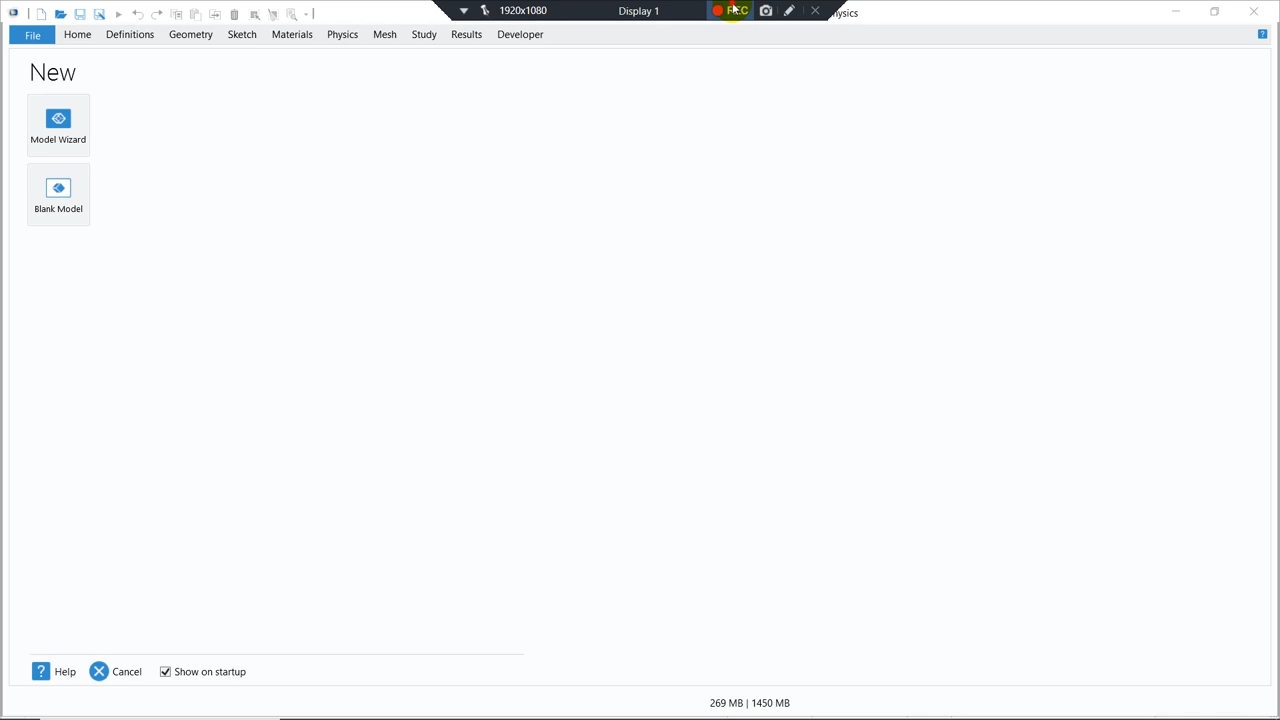 1920x1080 Display 1 REC hysics
File Home Definitions Geometry Sketch Materials Physics Mesh Study Results Developer ?
New
Model Wizard
Blank Model
? Help Cancel Show on startup
269 MB | 1450 MB